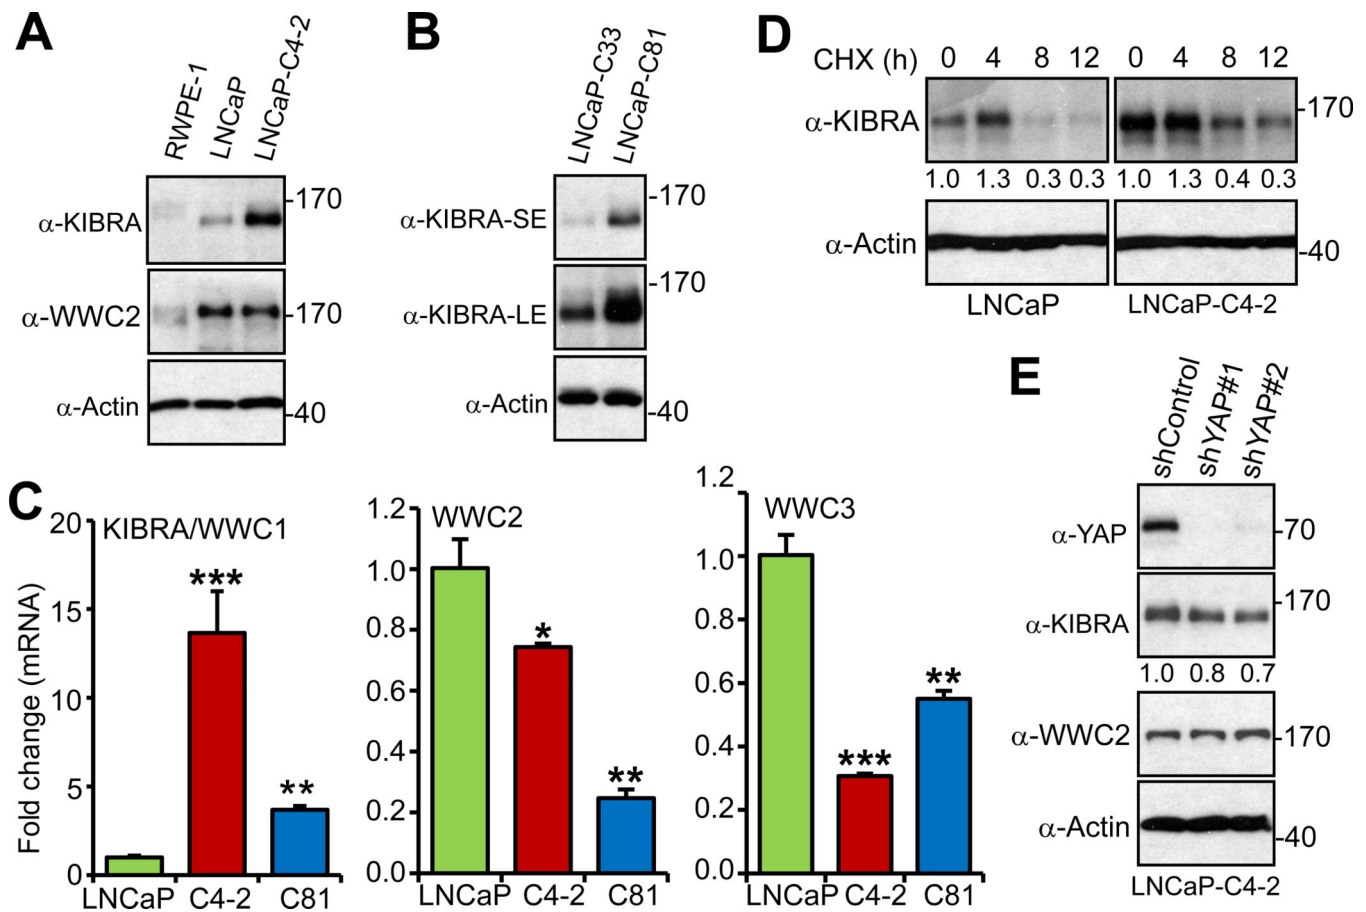 A
RWPE-1
LNCaP
LNCaP-C4-2
α-KIBRA
-170
α-WWC2
-170
α-Actin
-40
B
LNCaP-C33
LNCaP-C81
α-KIBRA-SE
-170
α-KIBRA-LE
-170
α-Actin
-40
D
CHX (h) 0 4 8 12 0 4 8 12
α-KIBRA
-170
1.0 1.3 0.3 0.3 1.0 1.3 0.4 0.3
α-Actin
-40
LNCaP LNCaP-C4-2
C
Fold change (mRNA)
KIBRA/WWC1
20
15
10
5
0
***
**
LNCaP C4-2 C81
WWC2
1.2
1.0
0.8
0.6
0.4
0.2
0.0
*
**
LNCaP C4-2 C81
WWC3
1.2
1.0
0.8
0.6
0.4
0.2
0.0
***
**
LNCaP C4-2 C81
E
shControl
shYAP#1
shYAP#2
α-YAP
-70
α-KIBRA
-170
1.0 0.8 0.7
α-WWC2
-170
α-Actin
-40
LNCaP-C4-2